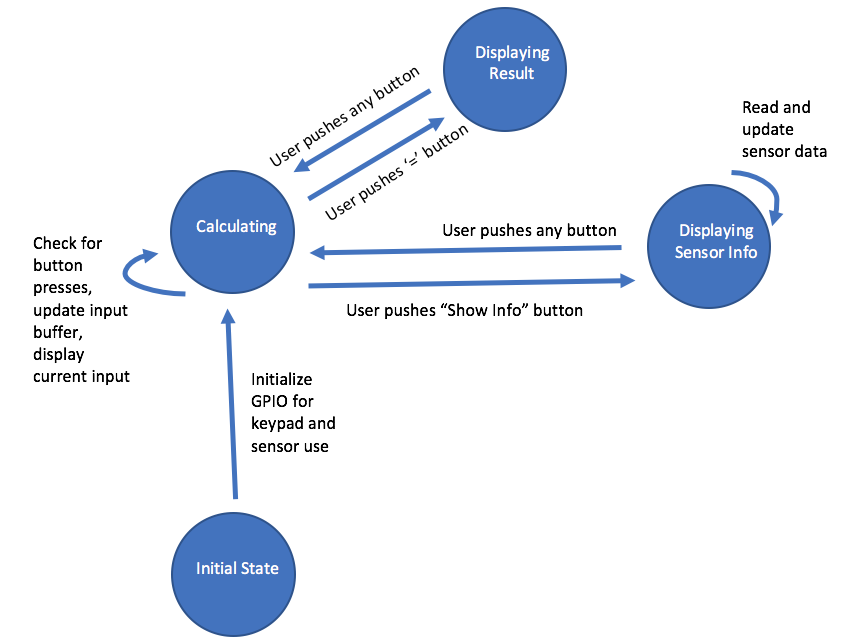 Displaying
Result
User pushes any button
User pushes ‘=’ button
Read and
update
sensor data
Calculating
Displaying
Sensor Info
User pushes any button
User pushes “Show Info” button
Check for
button
presses,
update input
buffer,
display
current input
Initialize
GPIO for
keypad and
sensor use
Initial State